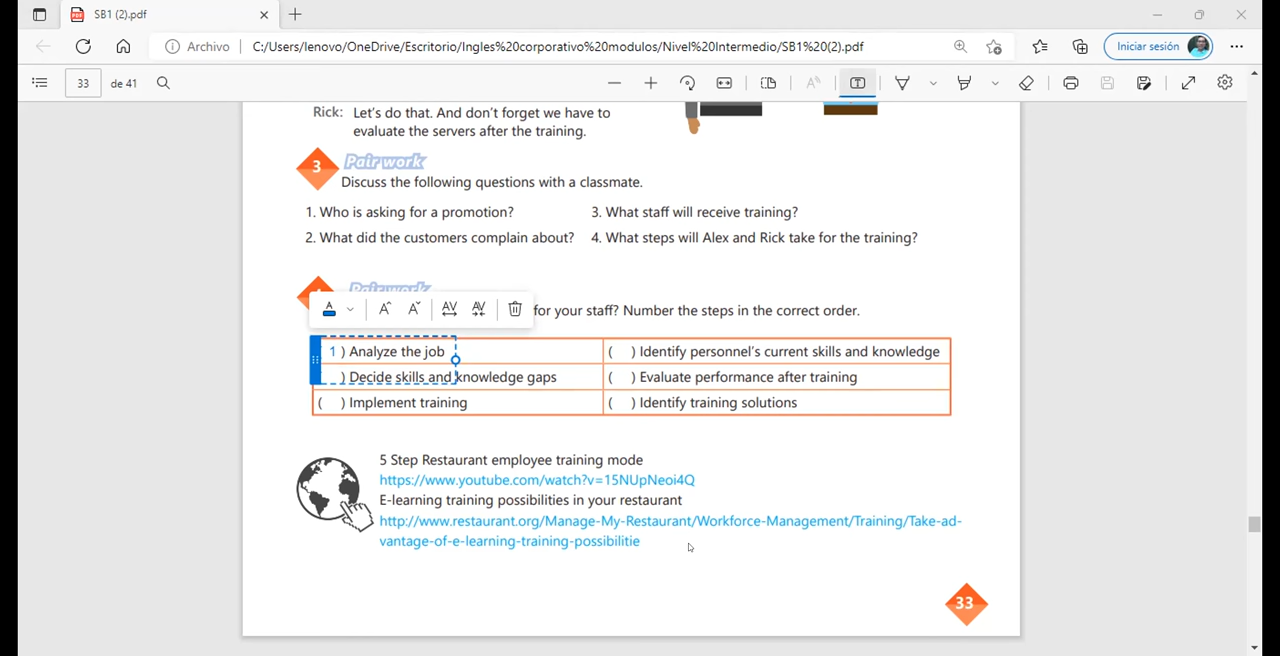 SB1 (2).pdf
Archivo
C:/Users/lenovo/OneDrive/Escritorio/Ingles%20corporativo%20modulos/Nivel%20Intermedio/SB1%20(2).pdf
Iniciar sesión
33 de 41
Rick: Let's do that. And don't forget we have to
evaluate the servers after the training.
3 Pair work
Discuss the following questions with a classmate.
1. Who is asking for a promotion?
3. What staff will receive training?
2. What did the customers complain about?
4. What steps will Alex and Rick take for the training?
Pair work
for your staff? Number the steps in the correct order.
1 ) Analyze the job
( ) Identify personnel's current skills and knowledge
) Decide skills and knowledge gaps
( ) Evaluate performance after training
( ) Implement training
( ) Identify training solutions
5 Step Restaurant employee training mode
https://www.youtube.com/watch?v=15NUpNeoi4Q
E-learning training possibilities in your restaurant
http://www.restaurant.org/Manage-My-Restaurant/Workforce-Management/Training/Take-ad-
vantage-of-e-learning-training-possibilitie
33